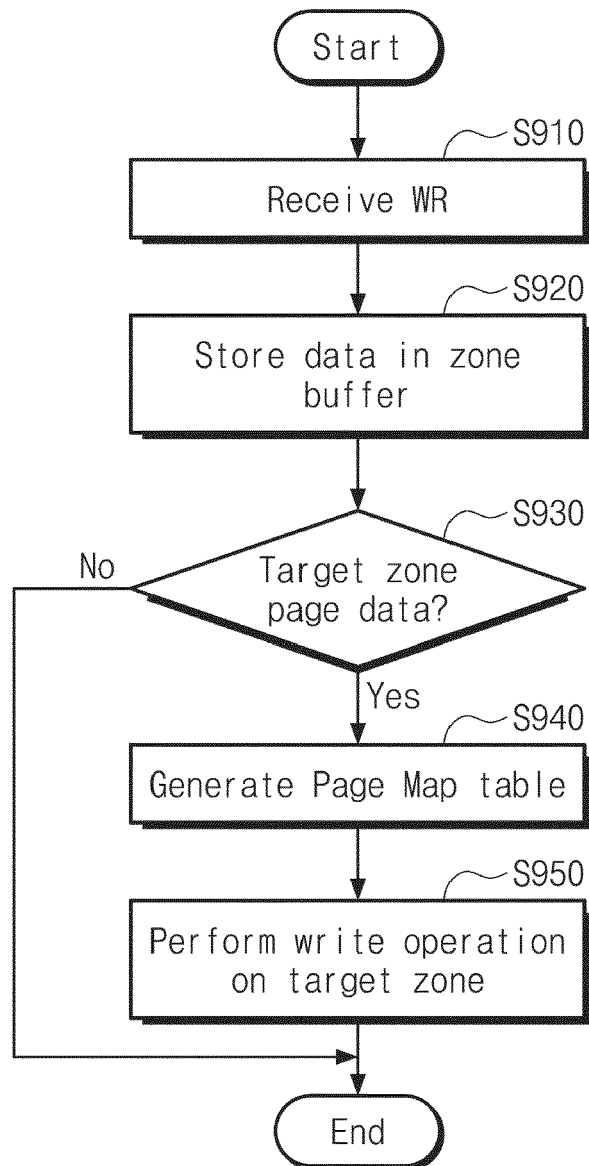 Start
S910
Receive WR
S920
Store data in zone
buffer
S930
No
Target zone
page data?
Yes
S940
Generate Page Map table
S950
Perform write operation
on target zone
End